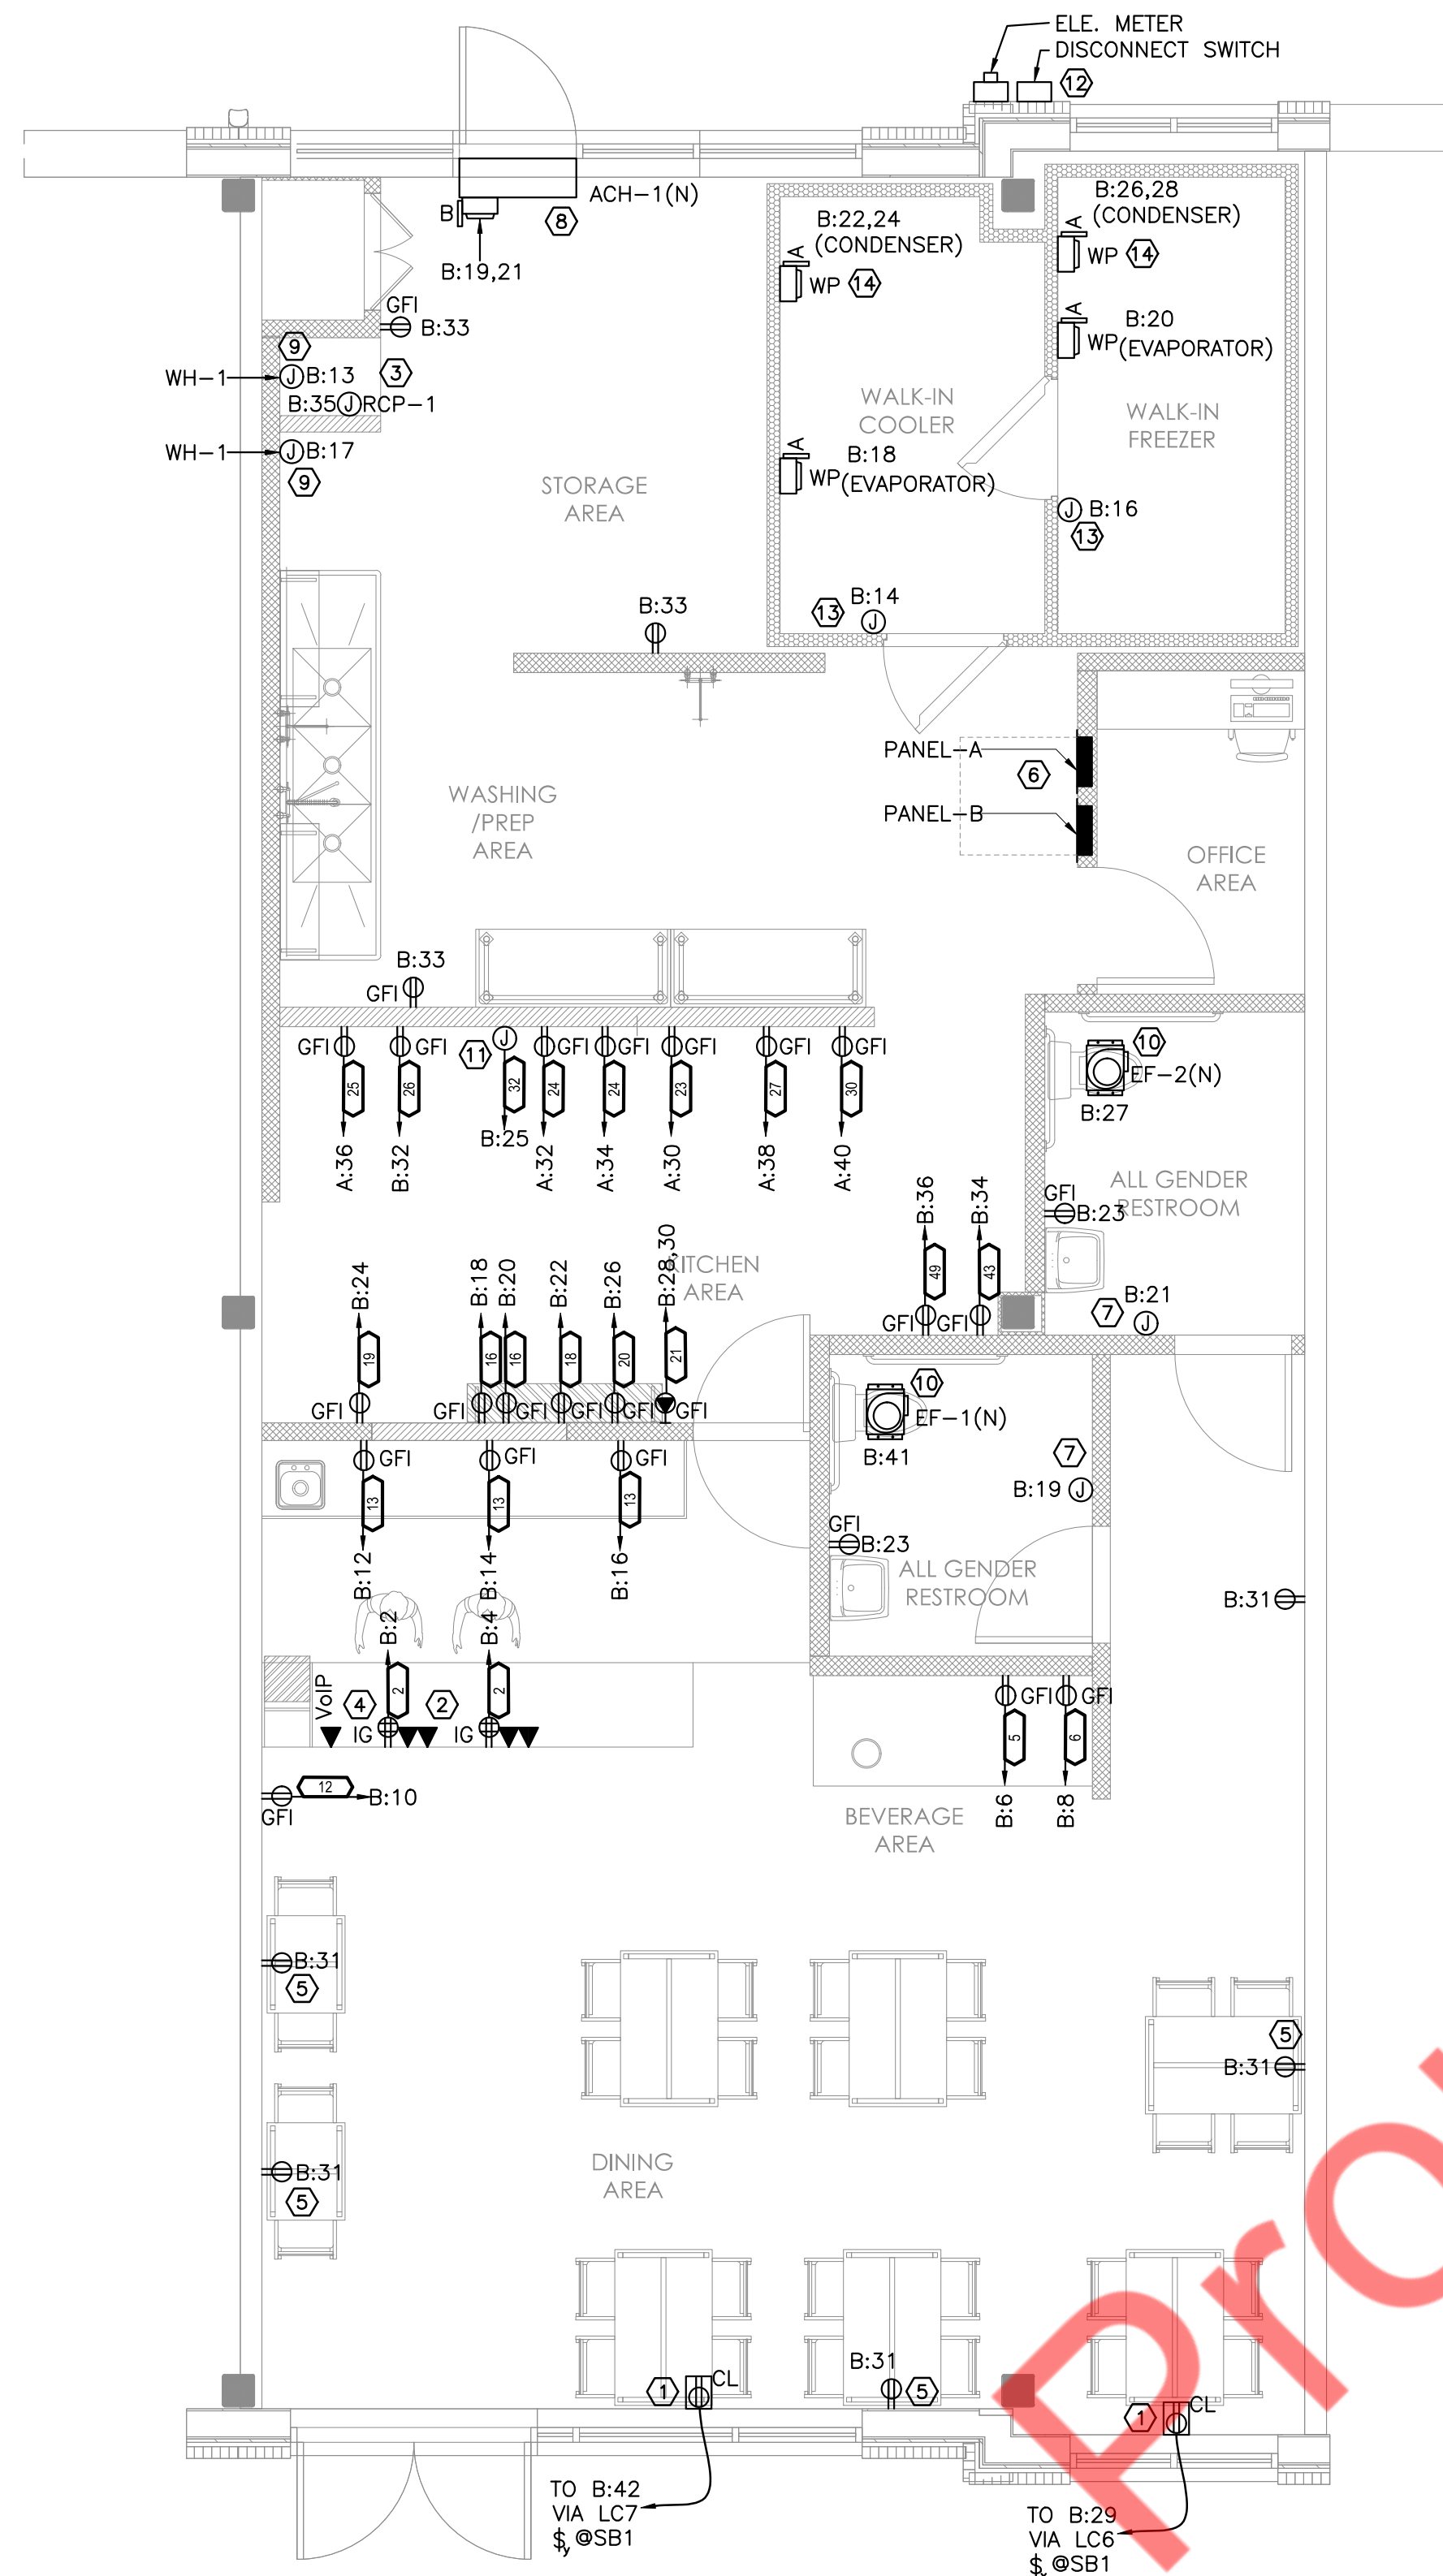 ELE. METER
DISCONNECT SWITCH
12
ACH-1(N)
8
B
B:19,21
B:22,24
(CONDENSER)
A
WP 14
B:26,28
(CONDENSER)
A
WP 14
GFI
B:33
A
B:20
WP(EVAPORATOR)
9
WH-1
J B:13
3
B:35 J RCP-1
WH-1
J B:17
9
WALK-IN
COOLER
WALK-IN
FREEZER
A
B:18
WP(EVAPORATOR)
STORAGE
AREA
J B:16
13
B:33
13
B:14
J
PANEL-A
6
PANEL-B
WASHING
/PREP
AREA
OFFICE
AREA
B:33
GFI
GFI
GFI
11
J
GFI
GFI
GFI
GFI
GFI
25
26
32
24
24
23
27
30
A:36
B:32
B:25
A:32
A:34
A:30
A:38
A:40
10
EF-2(N)
B:27
ALL GENDER
RESTROOM
GFI
B:23
B:36
B:34
49
43
GFI
GFI
7
B:21
J
KITCHEN
AREA
B:24
B:18
B:20
B:22
B:26
B:28,30
19
16
16
18
20
21
GFI
GFI
GFI
GFI
GFI
GFI
10
EF-1(N)
B:41
7
B:19 J
GFI
GFI
GFI
13
13
13
B:12
B:14
B:16
GFI
B:23
ALL GENDER
RESTROOM
B:31
B:2
B:4
VoIP
4
2
2
2
IG
IG
GFI
GFI
5
6
B:6
B:8
12
B:10
GFI
BEVERAGE
AREA
B:31
5
5
B:31
B:31
5
DINING
AREA
B:31
5
1
CL
1
CL
TO B:42
VIA LC7
$y @SB1
TO B:29
VIA LC6
$y @SB1